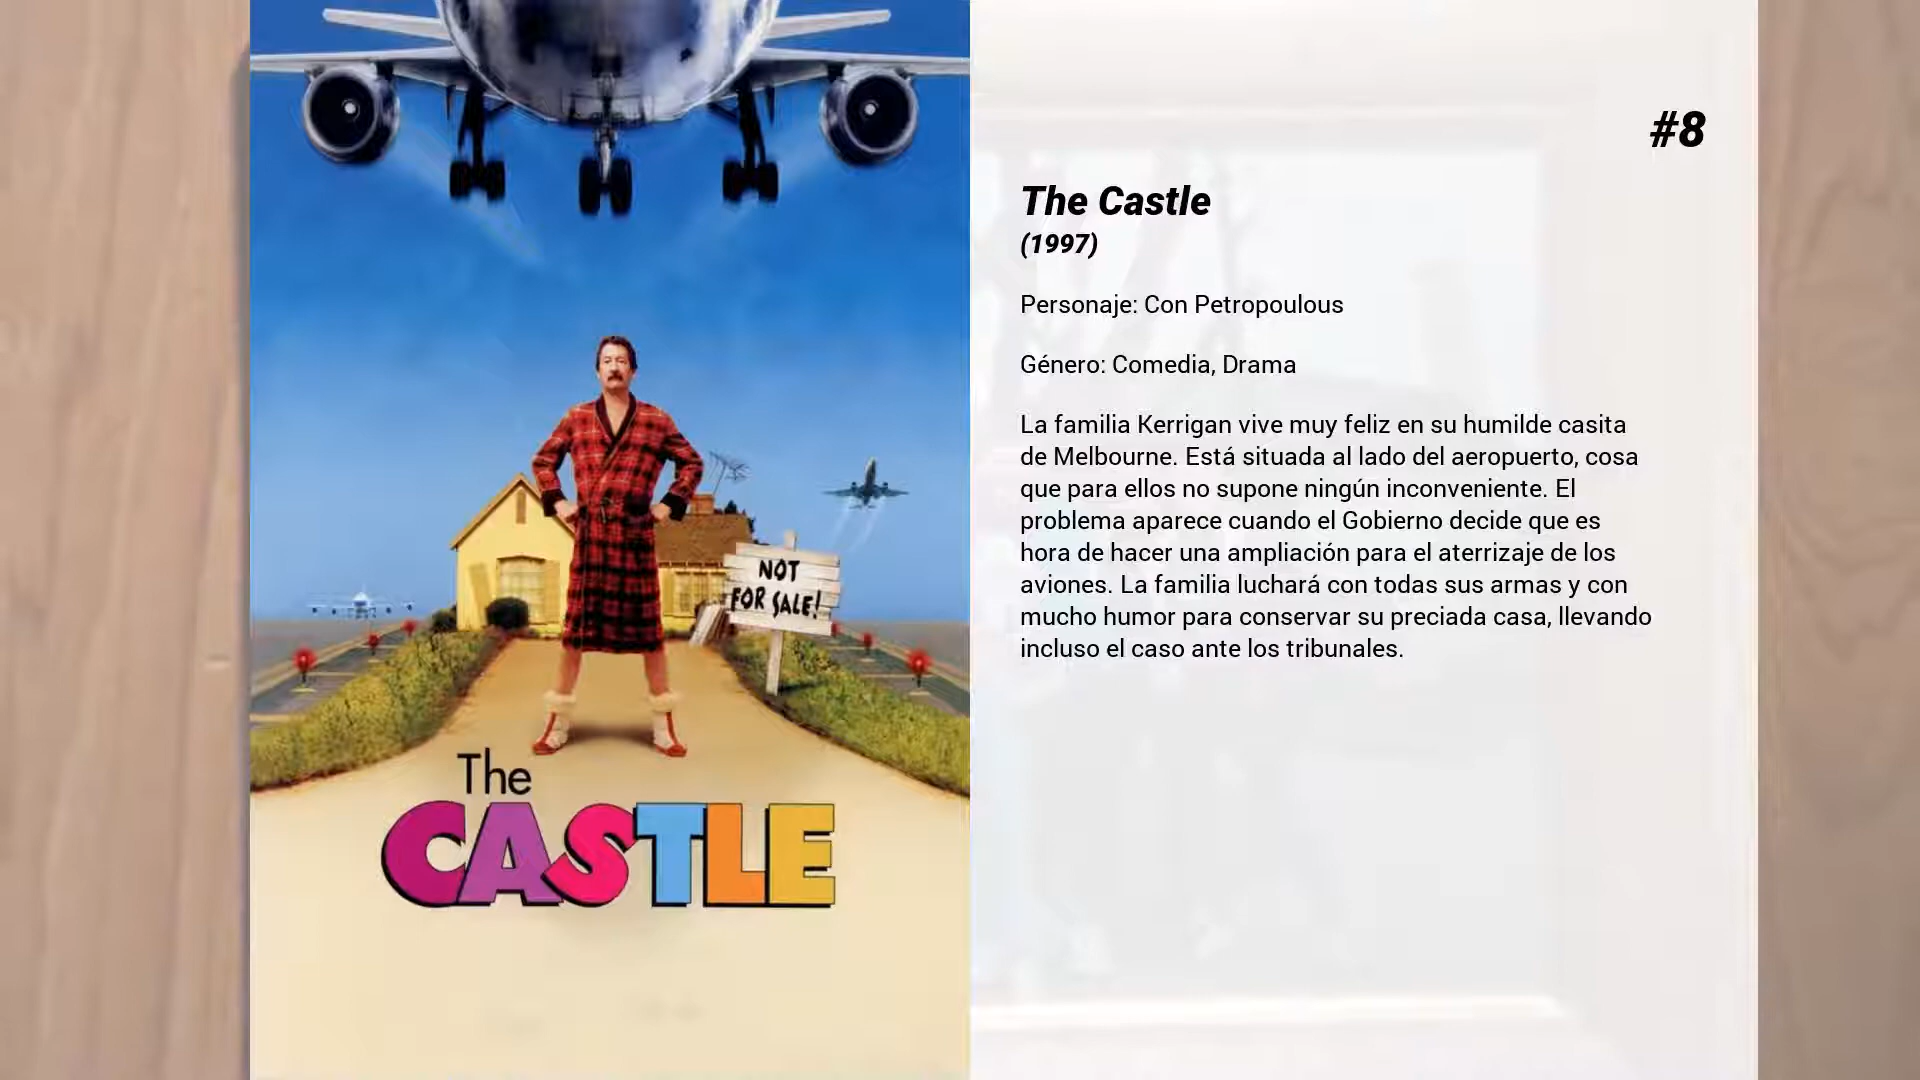 NOT
FOR SALE!
The
CASTLE
#8
The Castle
(1997)
Personaje: Con Petropoulous
Género: Comedia, Drama
La familia Kerrigan vive muy feliz en su humilde casita
de Melbourne. Está situada al lado del aeropuerto, cosa
que para ellos no supone ningún inconveniente. El
problema aparece cuando el Gobierno decide que es
hora de hacer una ampliación para el aterrizaje de los
aviones. La familia luchará con todas sus armas y con
mucho humor para conservar su preciada casa, llevando
incluso el caso ante los tribunales.